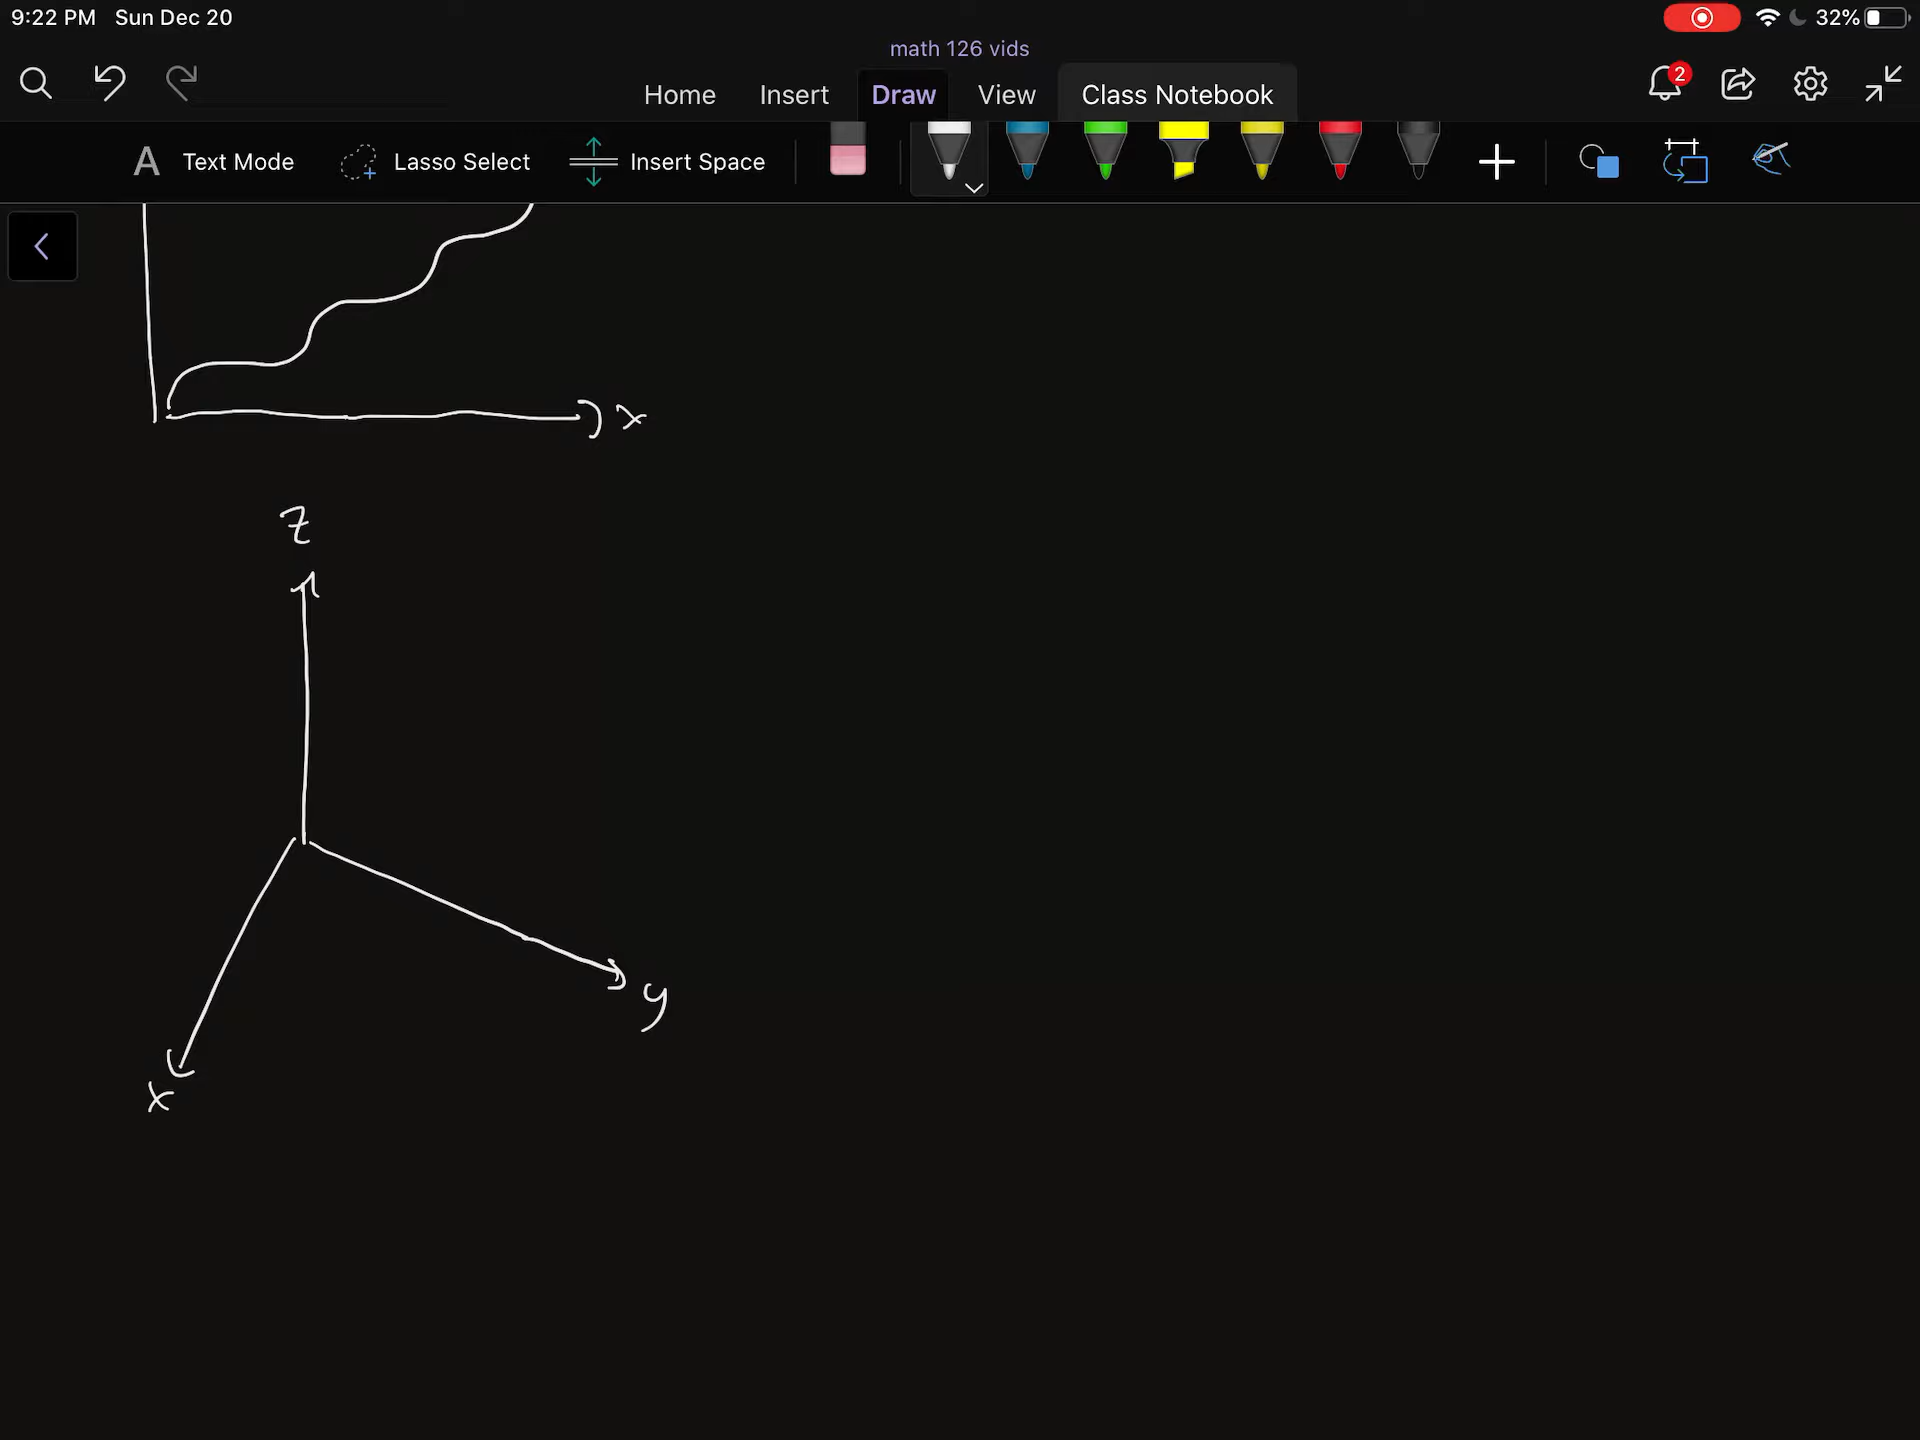 9:22 PM Sun Dec 20
32%
math 126 vids
Home Insert Draw View Class Notebook
2
A Text Mode Lasso Select Insert Space
x
z
y
x